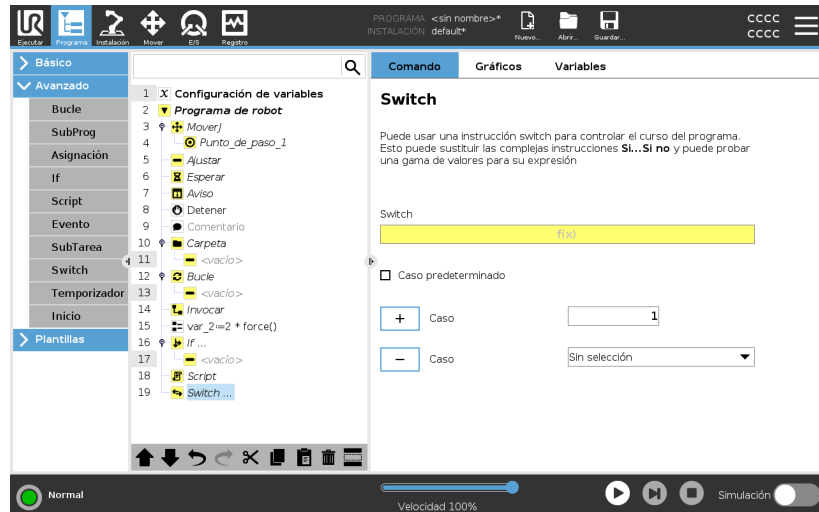 UR
PROGRAMA <sin nombre>*
INSTALACIÓN default*
CCCC
CCCC
Ejecutar Programa Instalación Mover E/S Registro Nuevo... Abrir... Guardar...
Básico
Avanzado
Bucle
SubProg
Asignación
If
Script
Evento
SubTarea
Switch
Temporizador
Inicio
Plantillas
1 X Configuración de variables
2 Programa de robot
3 MoverJ
4 Punto_de_paso_1
5 Ajustar
6 Esperar
7 Aviso
8 Detener
9 Comentario
10 Carpeta
11 <vacío>
12 Bucle
13 <vacío>
14 Invocar
15 var_2:=2 * force()
16 If ...
17 <vacío>
18 Script
19 Switch ...
Comando Gráficos Variables
Switch
Puede usar una instrucción switch para controlar el curso del programa.
Esto puede sustituir las complejas instrucciones Si...Si no y puede probar
una gama de valores para su expresión
Switch
f(x)
Caso predeterminado
+ Caso 1
− Caso Sin selección
Normal
Velocidad 100%
Simulación